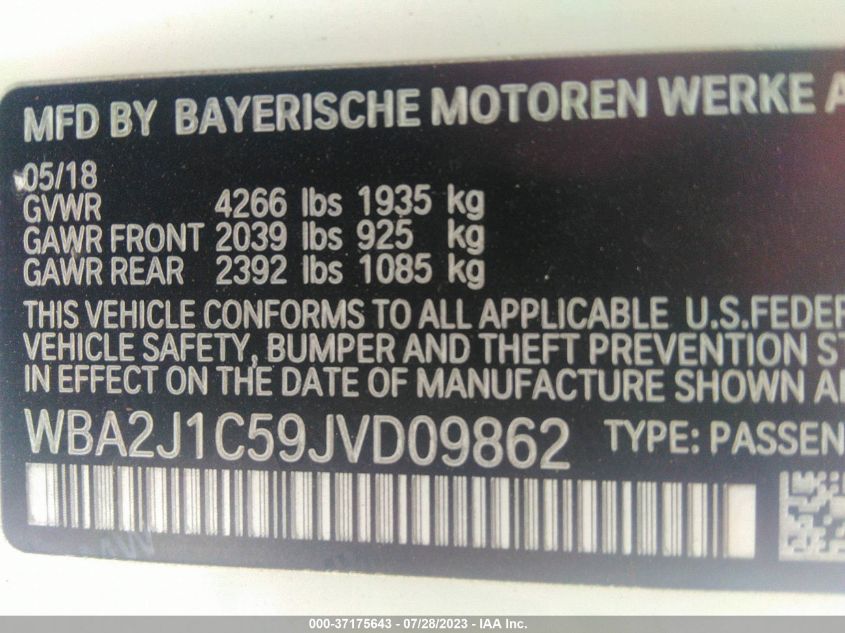 MFD BY BAYERISCHE MOTOREN WERKE A
05/18
GVWR 4266 lbs 1935 kg
GAWR FRONT 2039 lbs 925 kg
GAWR REAR 2392 lbs 1085 kg
THIS VEHICLE CONFORMS TO ALL APPLICABLE U.S.FEDER
VEHICLE SAFETY, BUMPER AND THEFT PREVENTION ST
IN EFFECT ON THE DATE OF MANUFACTURE SHOWN A
WBA2J1C59JVD09862 TYPE: PASSEN
000-37175643 / 07/28/2023 - IAA Inc.